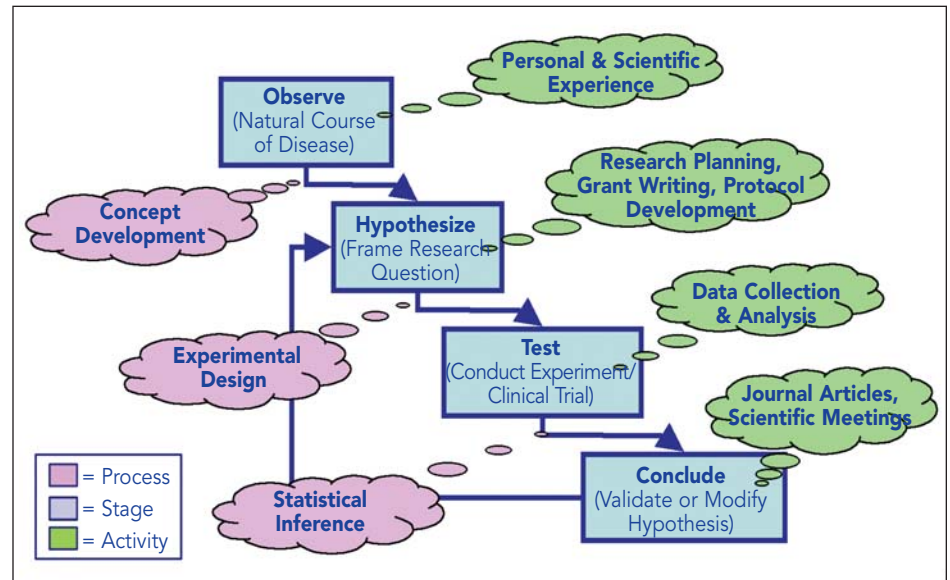 Personal & Scientific
Experience
Observe
(Natural Course
of Disease)
Research Planning,
Grant Writing, Protocol
Development
Concept
Development
Hypothesize
(Frame Research
Question)
Data Collection
& Analysis
Experimental
Design
Test
(Conduct Experiment/
Clinical Trial)
Journal Articles,
Scientific Meetings
= Process
= Stage
= Activity
Statistical
Inference
Conclude
(Validate or Modify
Hypothesis)